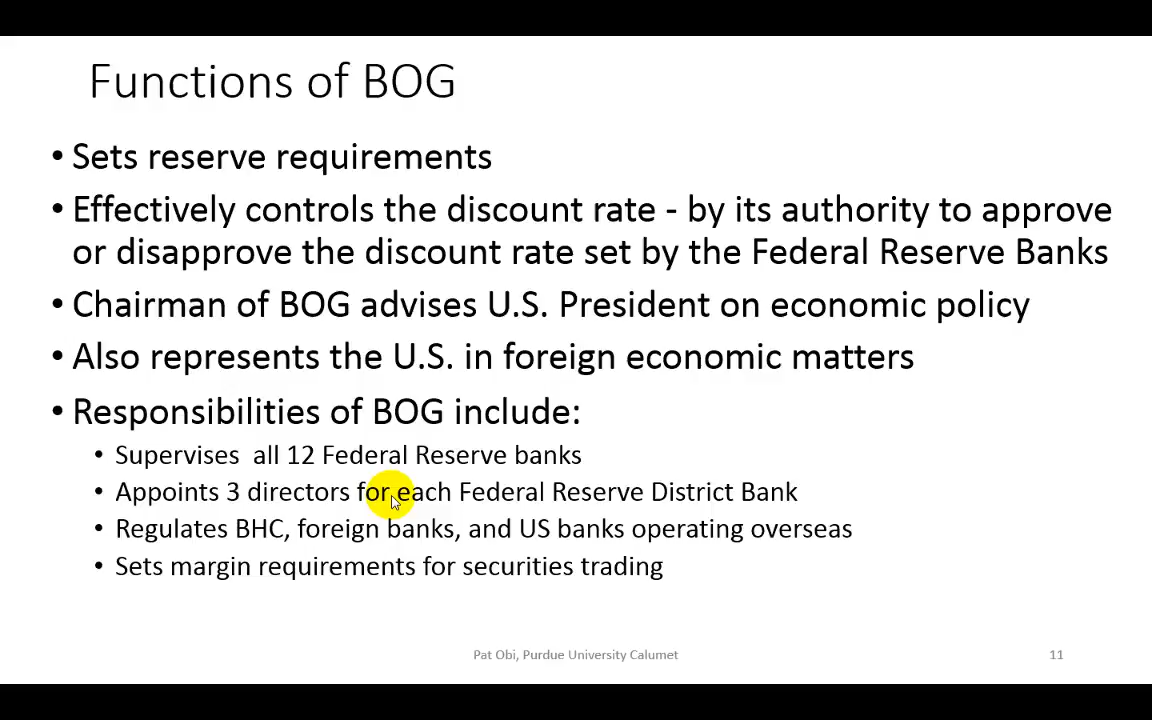 Functions of BOG
• Sets reserve requirements
• Effectively controls the discount rate - by its authority to approve
or disapprove the discount rate set by the Federal Reserve Banks
• Chairman of BOG advises U.S. President on economic policy
• Also represents the U.S. in foreign economic matters
• Responsibilities of BOG include:
• Supervises  all 12 Federal Reserve banks
• Appoints 3 directors for each Federal Reserve District Bank
• Regulates BHC, foreign banks, and US banks operating overseas
• Sets margin requirements for securities trading
Pat Obi, Purdue University Calumet
11